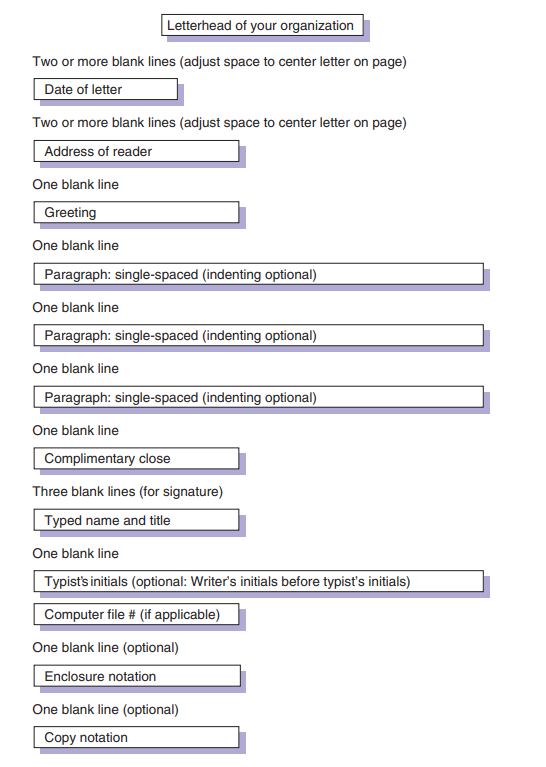 Letterhead of your organization
Two or more blank lines (adjust space to center letter on page)
Date of letter
Two or more blank lines (adjust space to center letter on page)
Address of reader
One blank line
Greeting
One blank line
Paragraph: single-spaced (indenting optional)
One blank line
Paragraph: single-spaced (indenting optional)
One blank line
Paragraph: single-spaced (indenting optional)
One blank line
Complimentary close
Three blank lines (for signature)
Typed name and title
One blank line
Typist's initials (optional: Writer's initials before typist's initials)
Computer file # (if applicable)
One blank line (optional)
Enclosure notation
One blank line (optional)
Copy notation